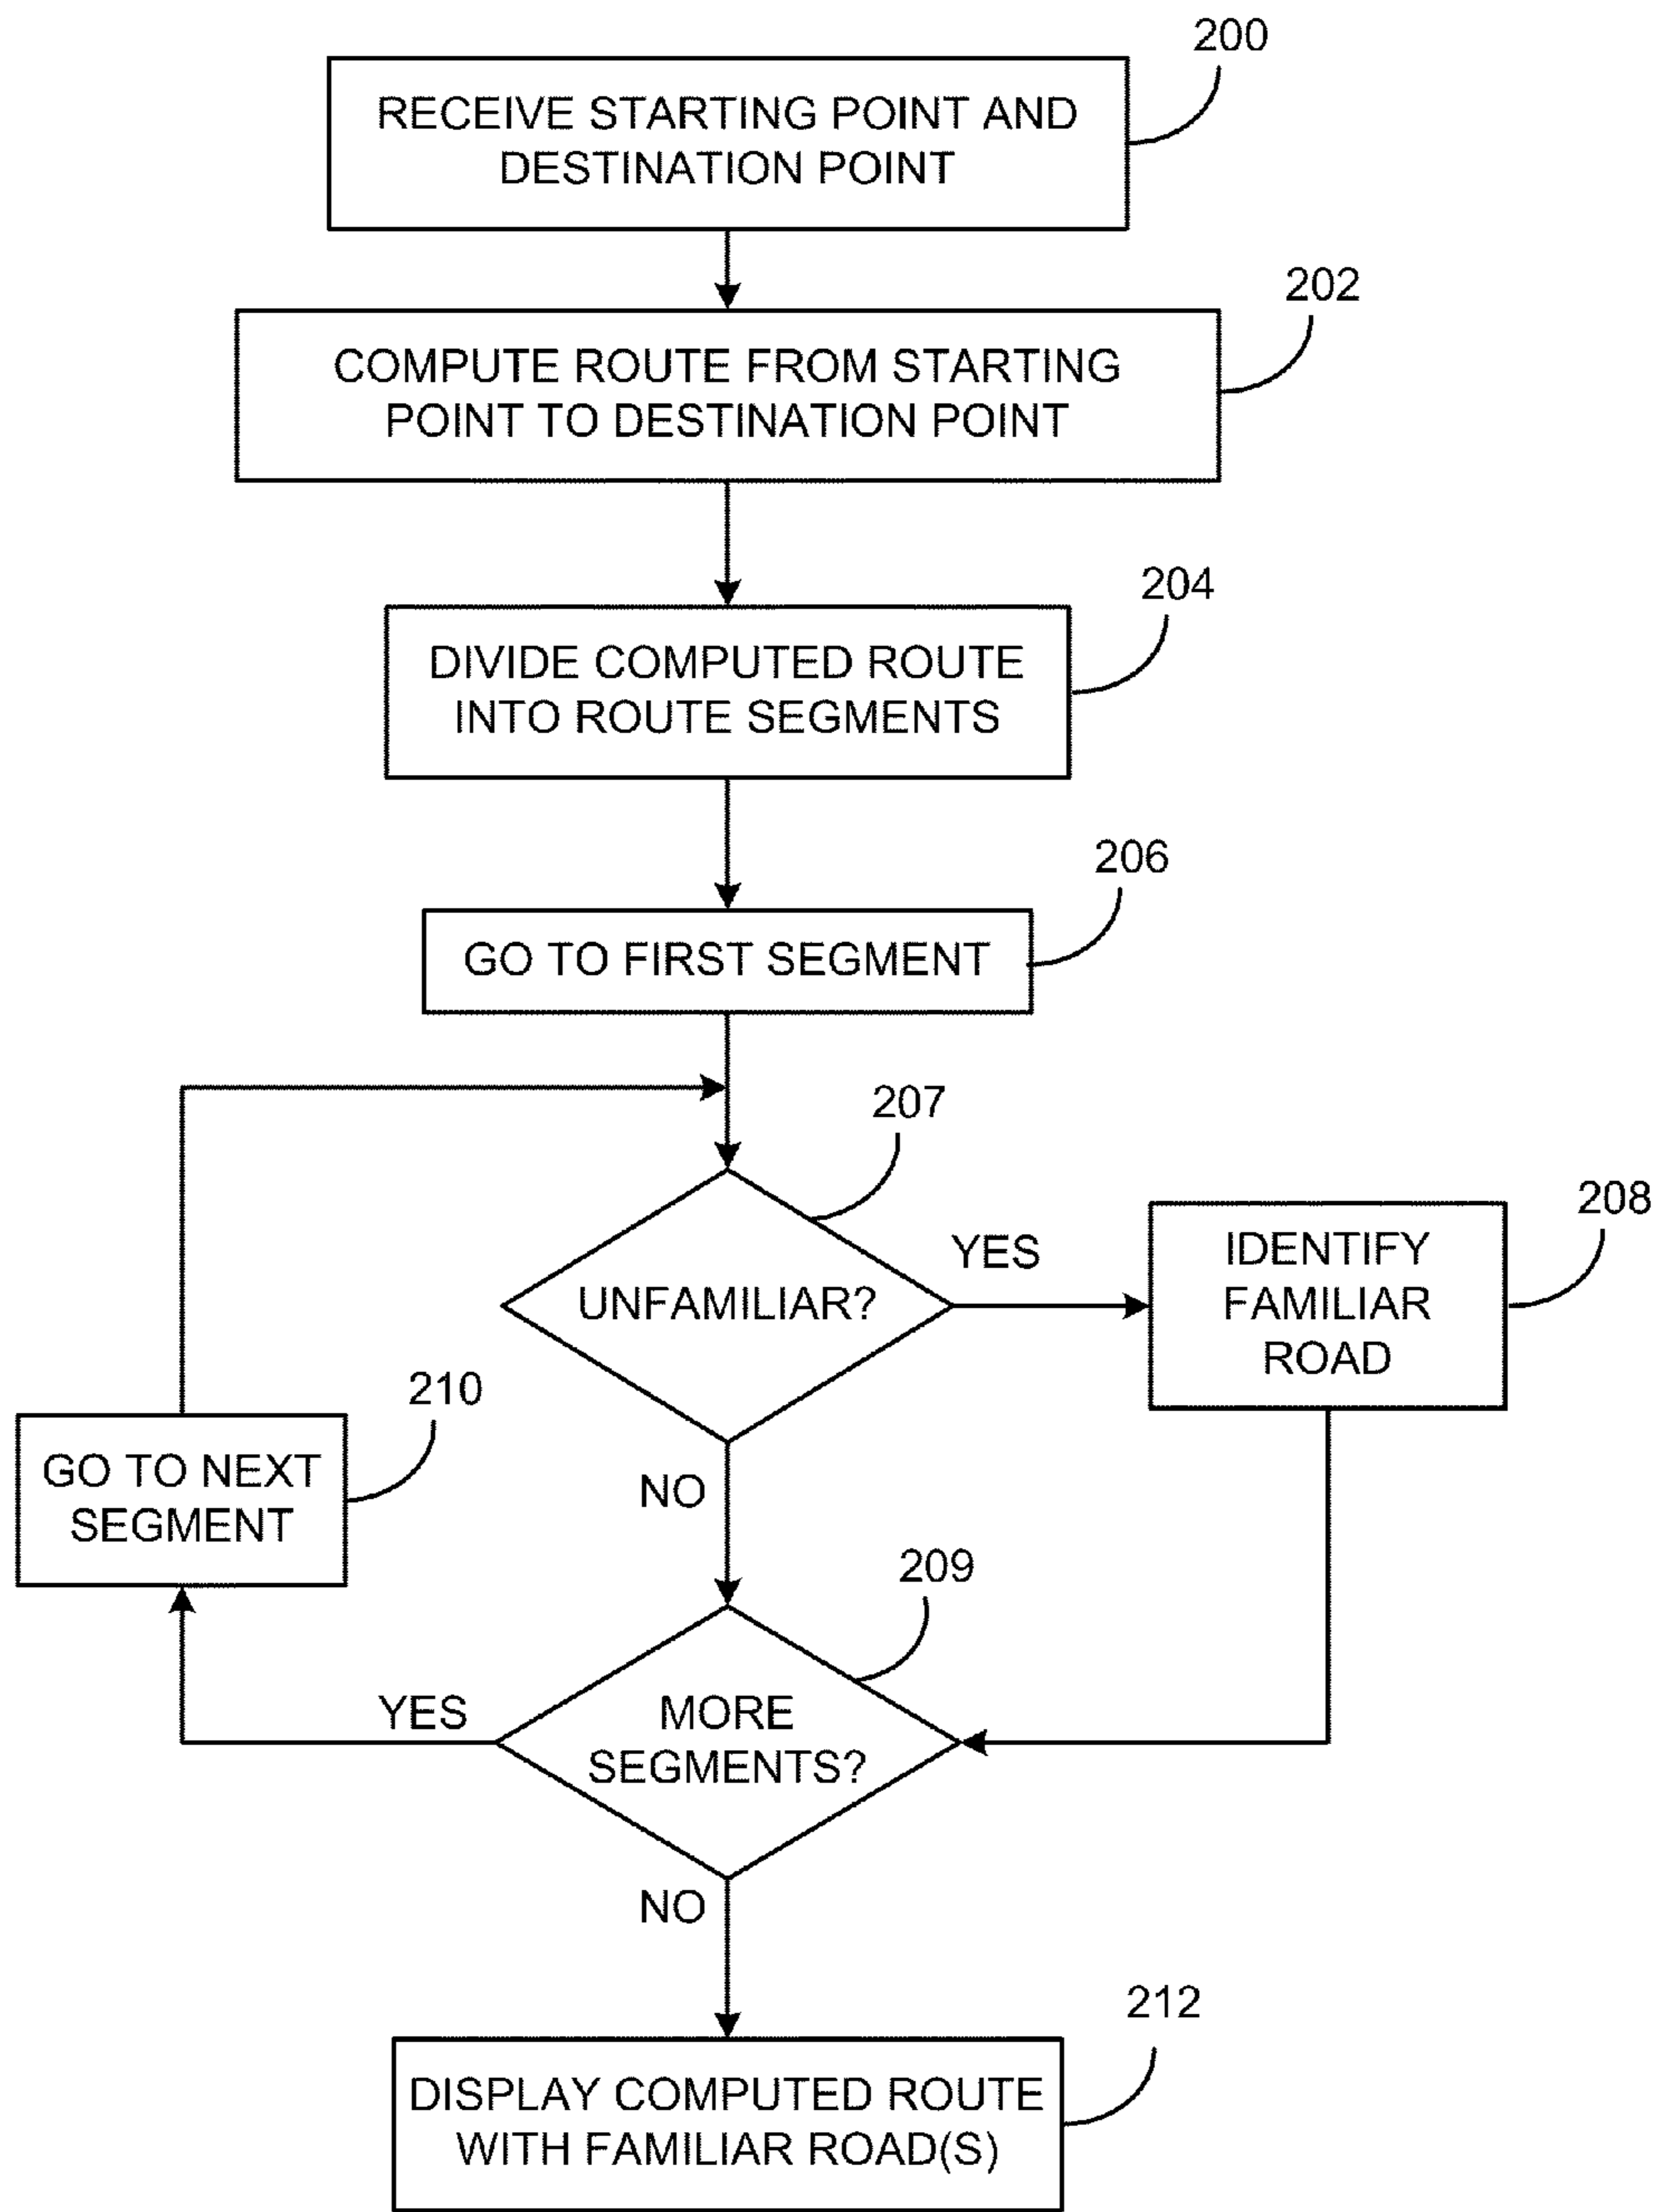 200
RECEIVE STARTING POINT AND
DESTINATION POINT
202
COMPUTE ROUTE FROM STARTING
POINT TO DESTINATION POINT
204
DIVIDE COMPUTED ROUTE
INTO ROUTE SEGMENTS
206
GO TO FIRST SEGMENT
207
UNFAMILIAR?
YES
208
IDENTIFY
FAMILIAR
ROAD
210
GO TO NEXT
SEGMENT
NO
209
MORE
SEGMENTS?
YES
NO
212
DISPLAY COMPUTED ROUTE
WITH FAMILIAR ROAD(S)